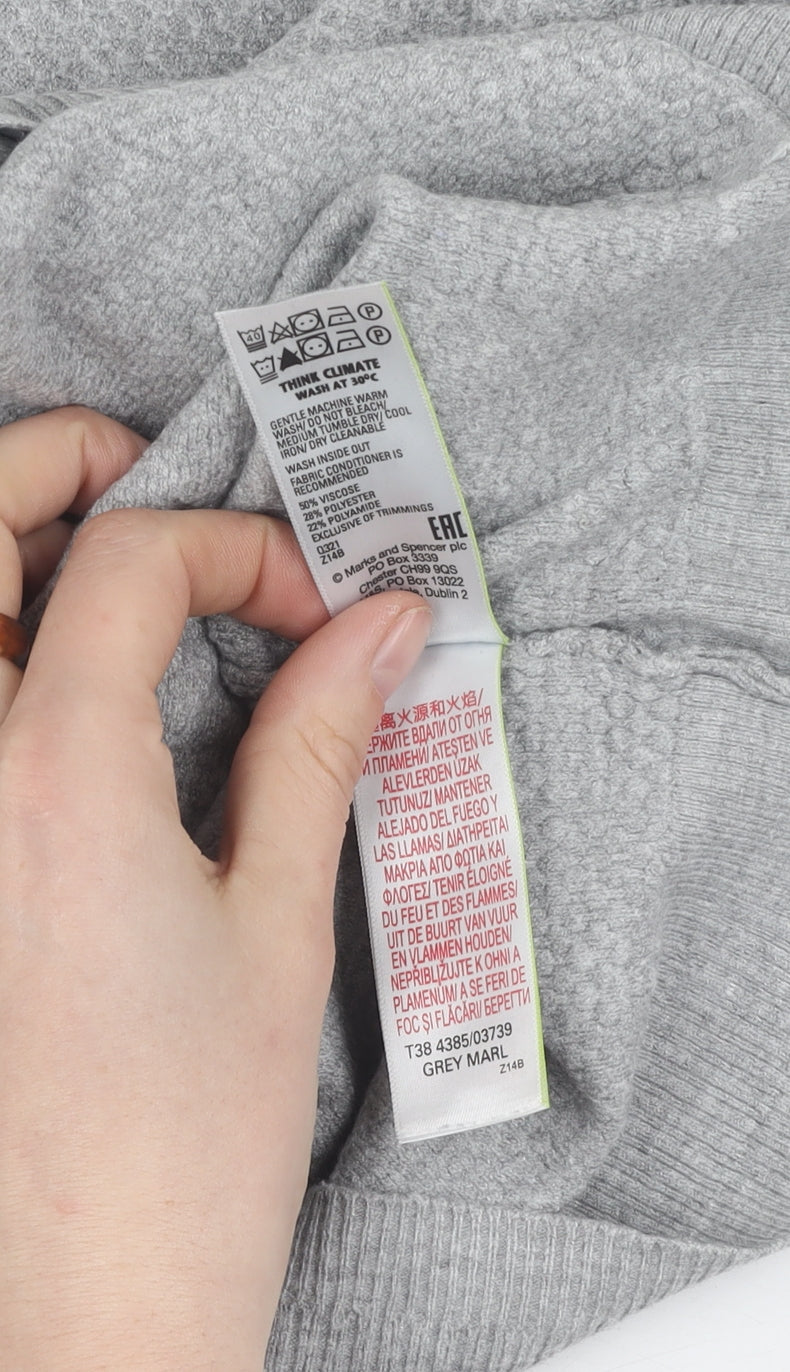 40
P
P
THINK CLIMATE
WASH AT 30ºC
GENTLE MACHINE WARM
WASH/ DO NOT BLEACH/
MEDIUM TUMBLE DRY/ COOL
IRON/ DRY CLEANABLE
WASH INSIDE OUT
FABRIC CONDITIONER IS
RECOMMENDED
50% VISCOSE
28% POLYESTER
22% POLYAMIDE
EXCLUSIVE OF TRIMMINGS
EAC
Q321
Z14B
© Marks and Spencer plc
PO Box 3339
Chester CH99 9QS
PO Box 13022
Dublin 2
离火源和火焰/
ВДАЛИ ОТ ОГНЯ
И ПЛАМЕНИ/ ATEŞTEN VE
ALEVLERDEN UZAK
TUTUNUZ/ MANTENER
ALEJADO DEL FUEGO Y
LAS LLAMAS/ ΔΙΑΤΗΡΕΙΤΑΙ
ΜΑΚΡΙΑ ΑΠΟ ΦΩΤΙΑ ΚΑΙ
ΦΛΟΓΕΣ/ TENIR ÉLOIGNÉ
DU FEU ET DES FLAMMES/
UIT DE BUURT VAN VUUR
EN VLAMMEN HOUDEN/
NEPŘIBLIŽUJTE K OHNI A
PLAMENŮM/ A SE FERI DE
FOC ŞI FLĂCĂRI/ БЕРЕГТИ
T38 4385/03739
GREY MARL
Z14B